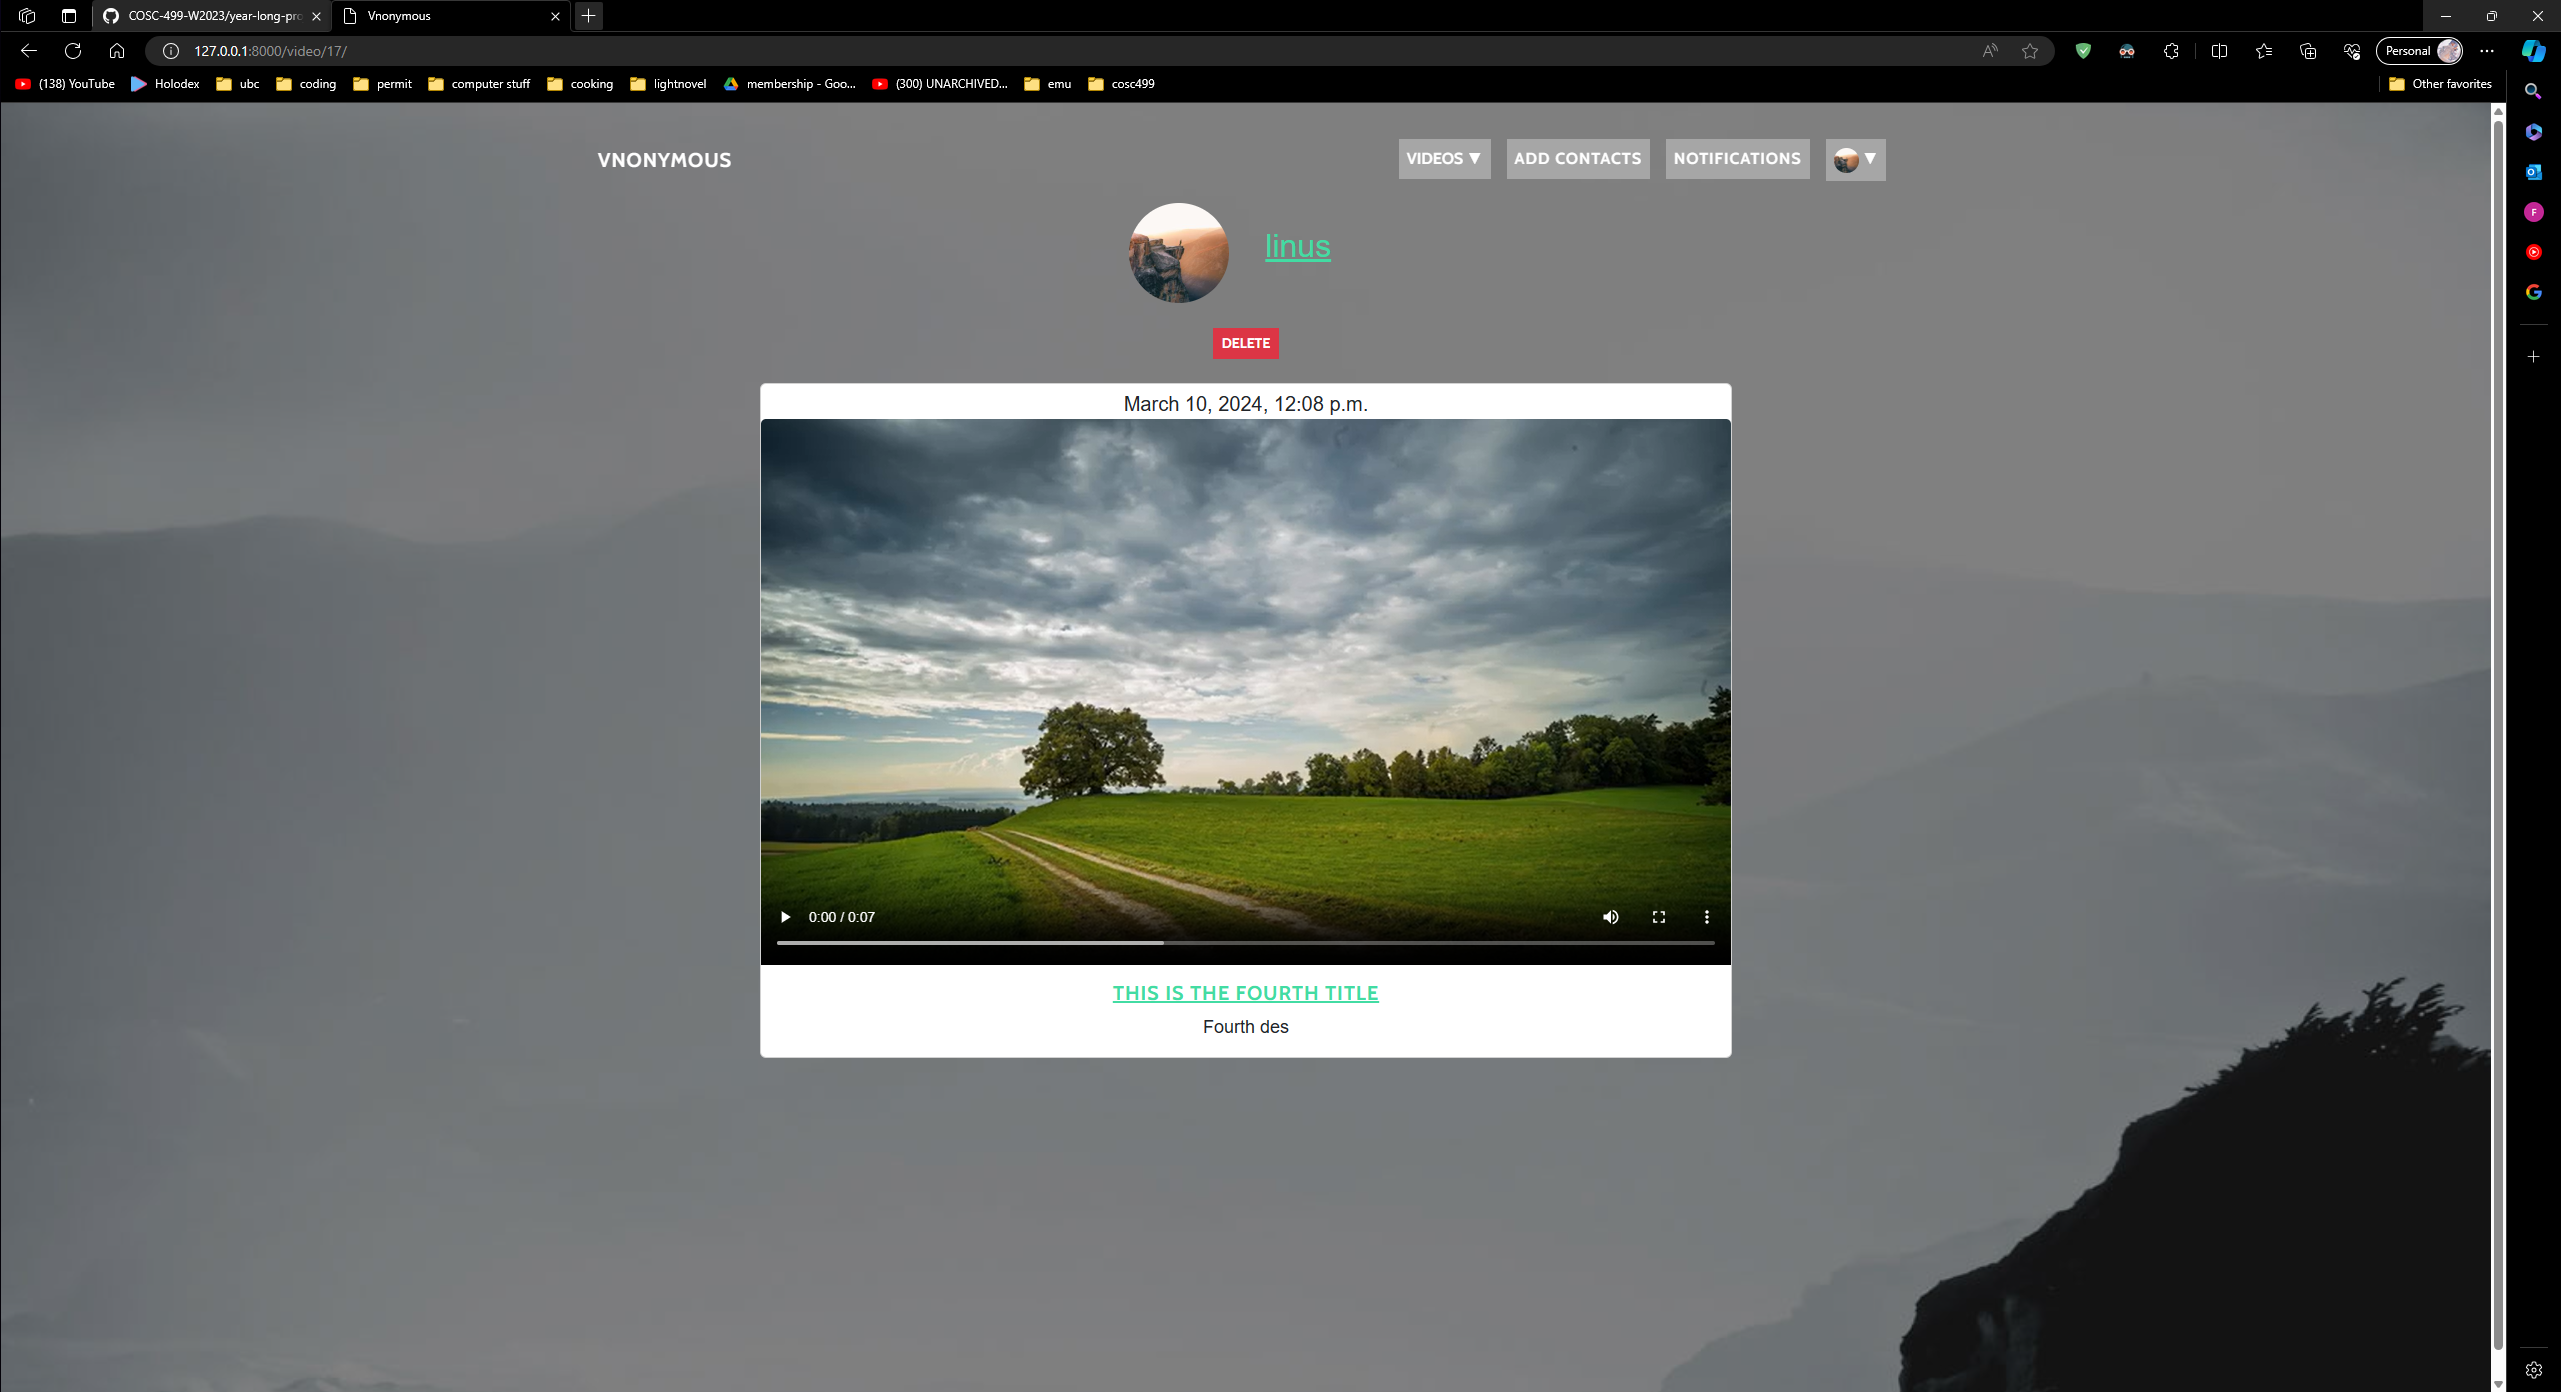 COSC-499-W2023/year-long-pro
Vnonymous
127.0.0.1:8000/video/17/
Personal
(138) YouTube
Holodex
ubc
coding
permit
computer stuff
cooking
lightnovel
membership - Goo...
(300) UNARCHIVED...
emu
cosc499
Other favorites
VNONYMOUS
VIDEOS ▼
ADD CONTACTS
NOTIFICATIONS
▼
linus
DELETE
March 10, 2024, 12:08 p.m.
0:00 / 0:07
THIS IS THE FOURTH TITLE
Fourth des